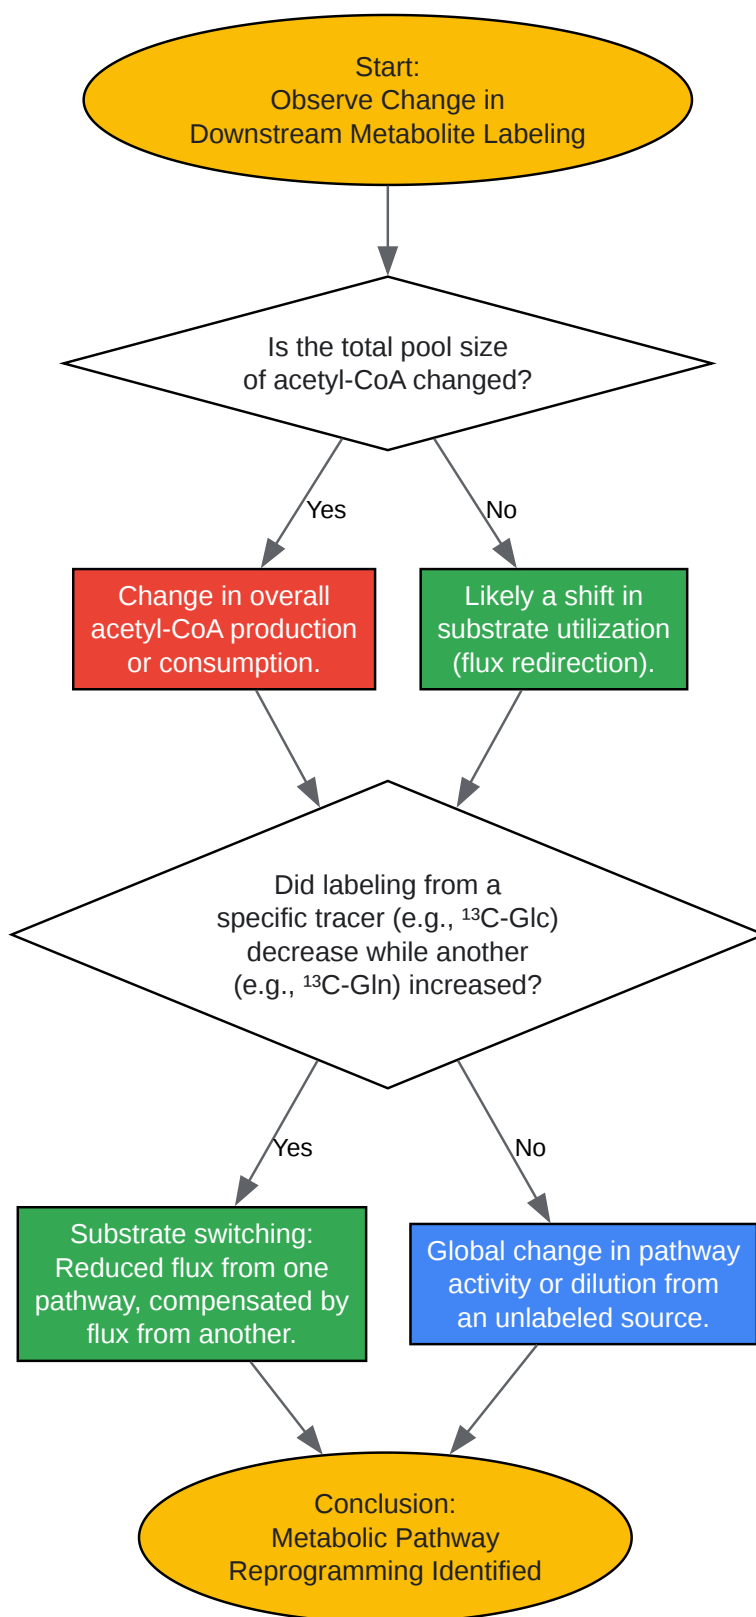 Start:
Observe Change in
Downstream Metabolite Labeling
Is the total pool size
of acetyl-CoA changed?
Yes
No
Change in overall
acetyl-CoA production
or consumption.
Likely a shift in
substrate utilization
(flux redirection).
Did labeling from a
specific tracer (e.g., ¹³C-Glc)
decrease while another
(e.g., ¹³C-Gln) increased?
Yes
No
Substrate switching:
Reduced flux from one
pathway, compensated by
flux from another.
Global change in pathway
activity or dilution from
an unlabeled source.
Conclusion:
Metabolic Pathway
Reprogramming Identified